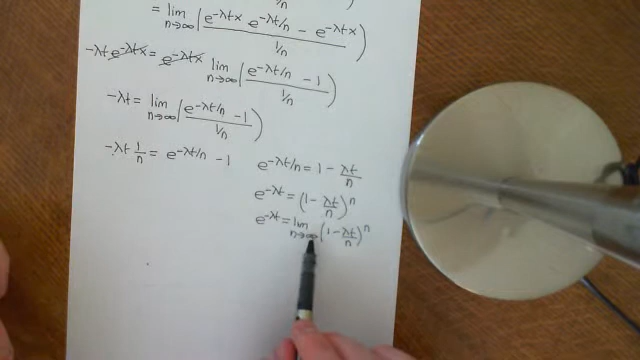 = lim n→∞ (e^-λtx e^-λt/n - e^-λtx / 1/n)
-λt e^-λtx = e^-λtx lim n→∞ (e^-λt/n - 1 / 1/n)
-λt = lim n→∞ (e^-λt/n - 1 / 1/n)
-λt 1/n = e^-λt/n - 1
e^-λt/n = 1 - λt/n
e^-λt = (1 - λt/n)^n
e^-λt = lim n→∞ (1 - λt/n)^n